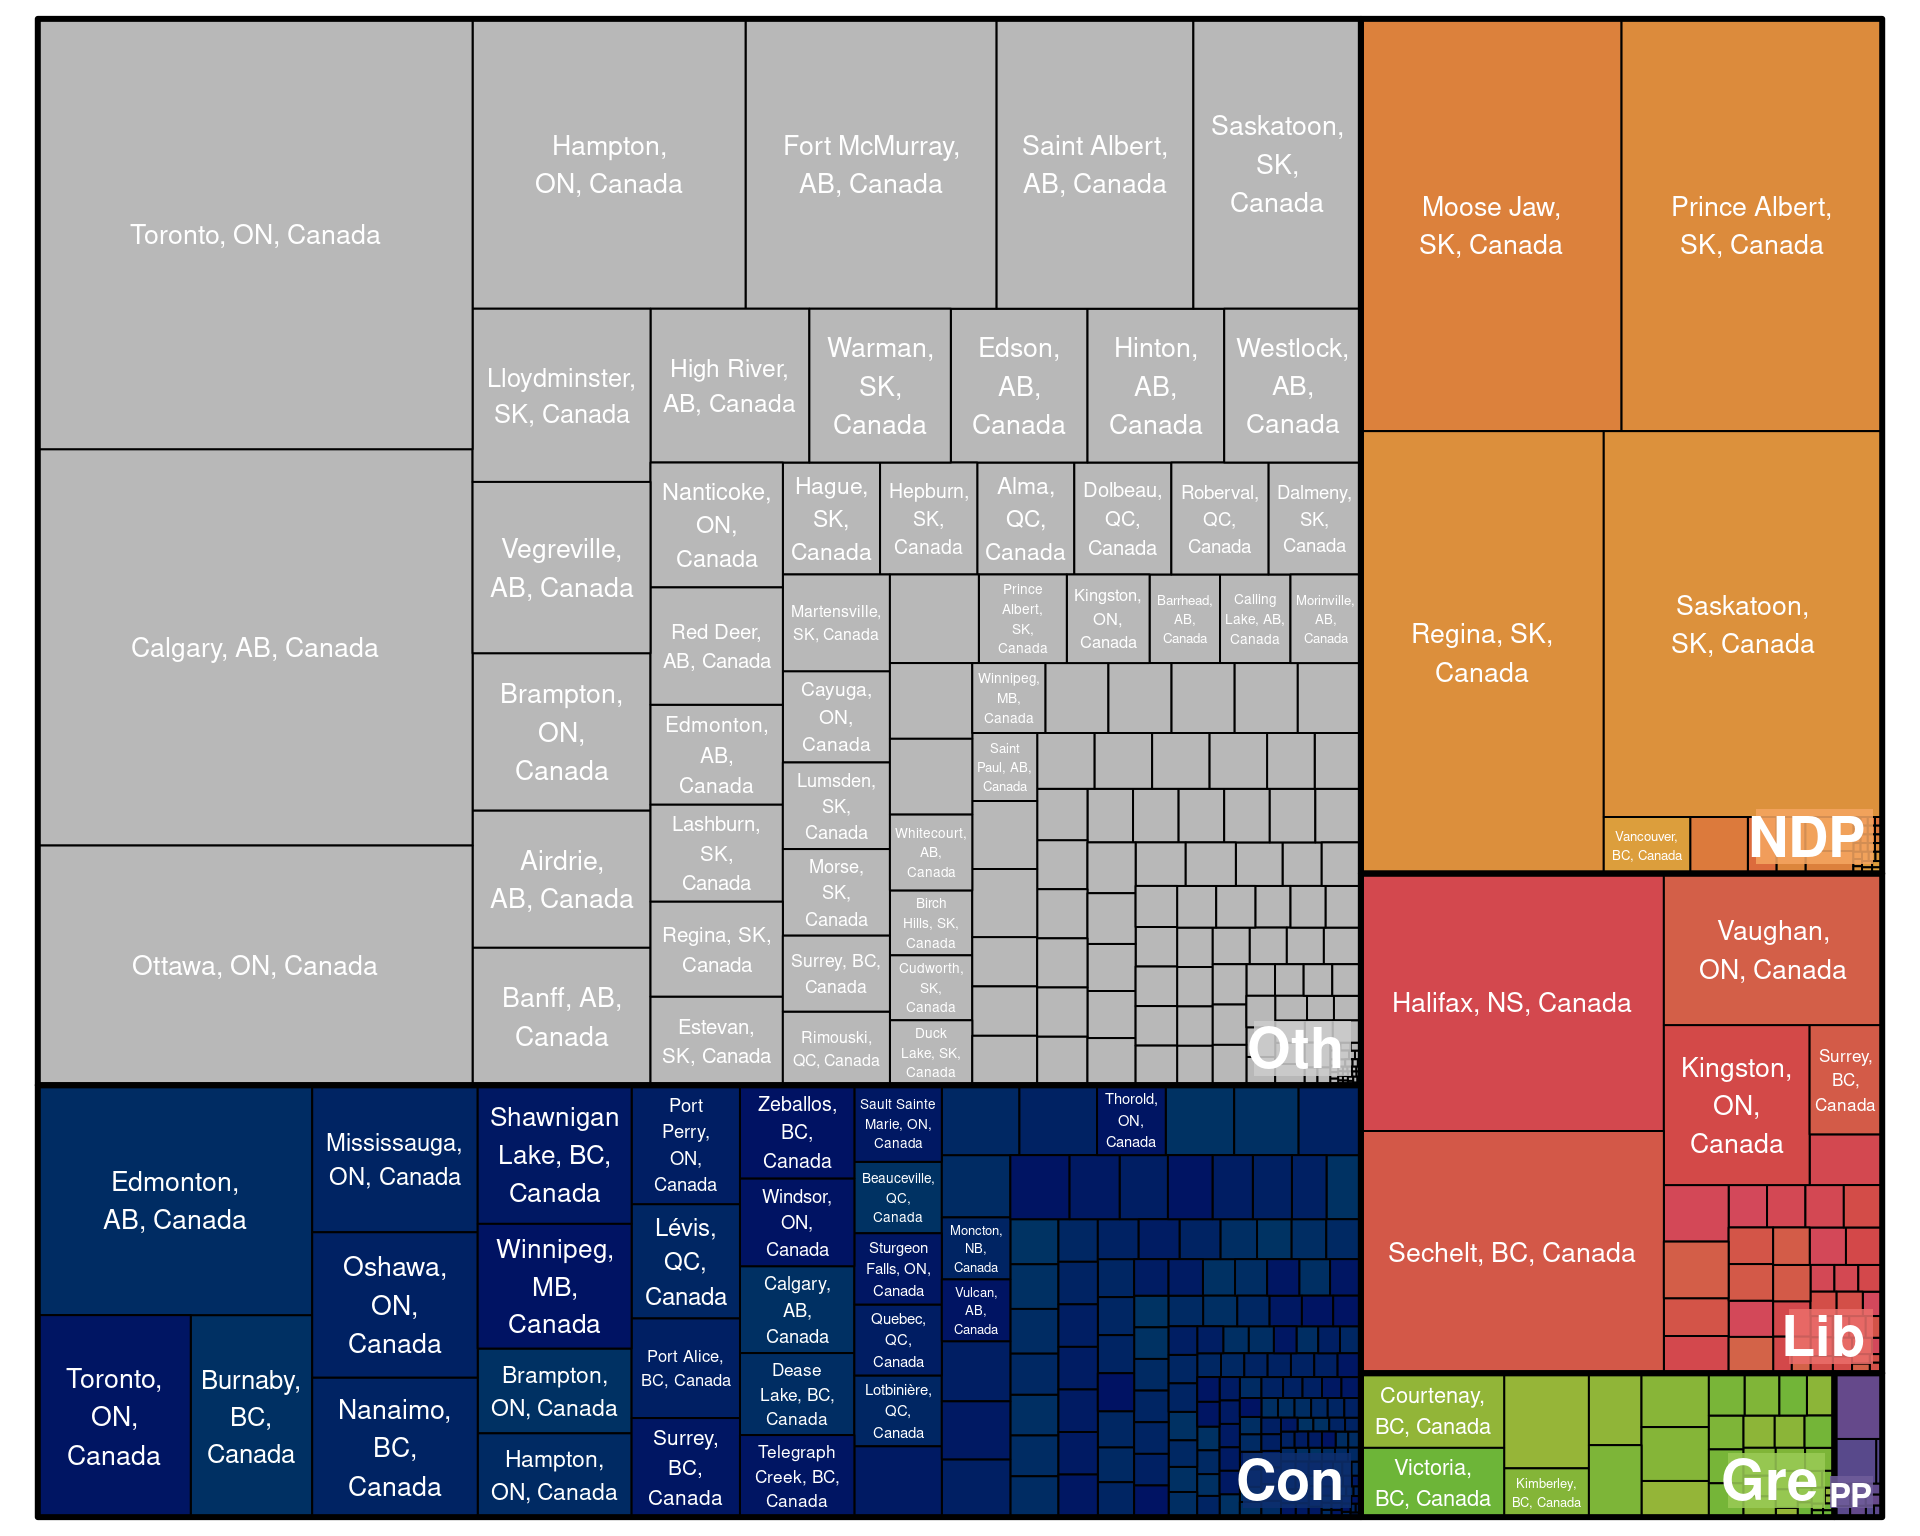 Toronto, ON, Canada
Calgary, AB, Canada
Ottawa, ON, Canada
Hampton,
ON, Canada
Fort McMurray,
AB, Canada
Saint Albert,
AB, Canada
Saskatoon,
SK,
Canada
Lloydminster,
SK, Canada
High River,
AB, Canada
Warman,
SK,
Canada
Edson,
AB,
Canada
Hinton,
AB,
Canada
Westlock,
AB,
Canada
Vegreville,
AB, Canada
Brampton,
ON,
Canada
Airdrie,
AB, Canada
Banff, AB,
Canada
Nanticoke,
ON,
Canada
Red Deer,
AB, Canada
Edmonton,
AB,
Canada
Lashburn,
SK,
Canada
Regina, SK,
Canada
Estevan,
SK, Canada
Hague,
SK,
Canada
Hepburn,
SK,
Canada
Alma,
QC,
Canada
Dolbeau,
QC,
Canada
Roberval,
QC,
Canada
Dalmeny,
SK,
Canada
Martensville,
SK, Canada
Cayuga,
ON,
Canada
Lumsden,
SK,
Canada
Morse,
SK,
Canada
Surrey, BC,
Canada
Rimouski,
QC, Canada
Prince
Albert,
SK,
Canada
Kingston,
ON,
Canada
Barrhead,
AB,
Canada
Calling
Lake, AB,
Canada
Morinville,
AB,
Canada
Winnipeg,
MB,
Canada
Saint
Paul, AB,
Canada
Whitecourt,
AB,
Canada
Birch
Hills, SK,
Canada
Cudworth,
SK,
Canada
Duck
Lake, SK,
Canada
Oth
Moose Jaw,
SK, Canada
Prince Albert,
SK, Canada
Regina, SK,
Canada
Saskatoon,
SK, Canada
Vancouver,
BC, Canada
NDP
Halifax, NS, Canada
Sechelt, BC, Canada
Vaughan,
ON, Canada
Kingston,
ON,
Canada
Surrey,
BC,
Canada
Lib
Edmonton,
AB, Canada
Toronto,
ON,
Canada
Burnaby,
BC,
Canada
Mississauga,
ON, Canada
Oshawa,
ON,
Canada
Nanaimo,
BC,
Canada
Shawnigan
Lake, BC,
Canada
Winnipeg,
MB,
Canada
Brampton,
ON, Canada
Hampton,
ON, Canada
Port
Perry,
ON,
Canada
Lévis,
QC,
Canada
Port Alice,
BC, Canada
Surrey,
BC,
Canada
Zeballos,
BC,
Canada
Windsor,
ON,
Canada
Calgary,
AB,
Canada
Dease
Lake, BC,
Canada
Telegraph
Creek, BC,
Canada
Sault Sainte
Marie, ON,
Canada
Beauceville,
QC,
Canada
Sturgeon
Falls, ON,
Canada
Quebec,
QC,
Canada
Lotbinière,
QC,
Canada
Moncton,
NB,
Canada
Vulcan,
AB,
Canada
Thorold,
ON,
Canada
Con
Courtenay,
BC, Canada
Victoria,
BC, Canada
Kimberley,
BC, Canada
Gre
PP